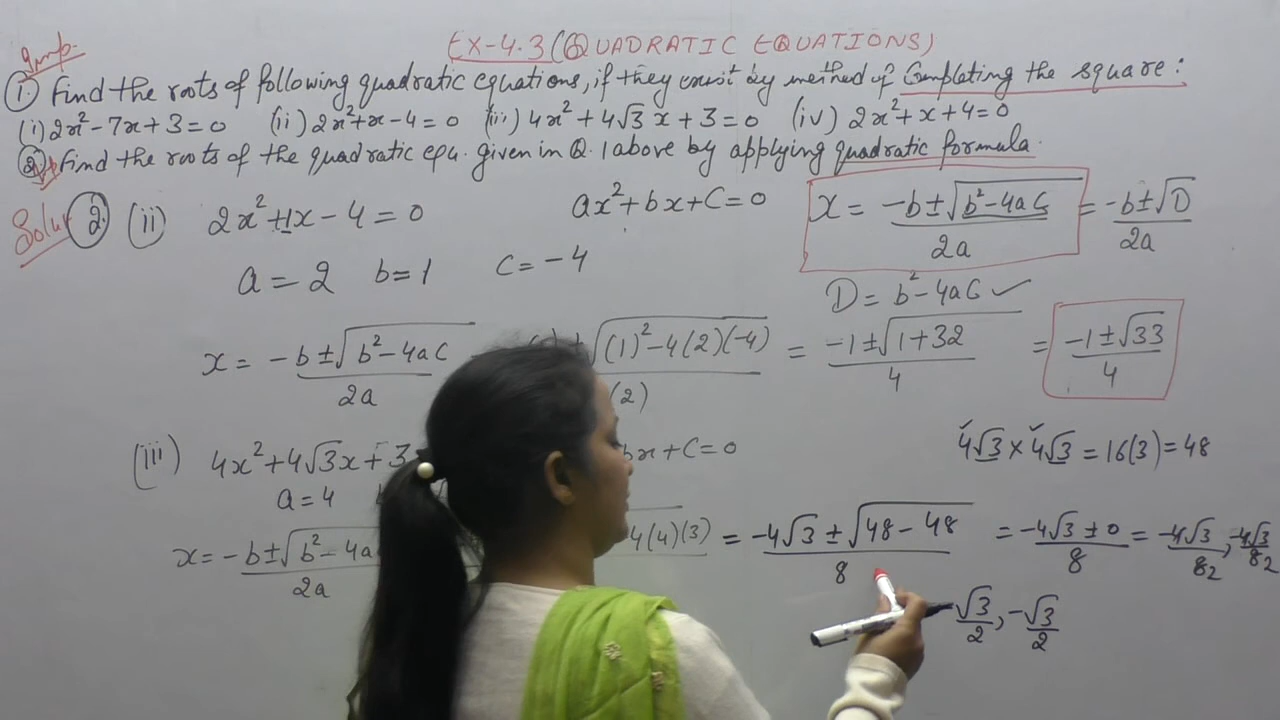 Imp.
EX-4.3 (QUADRATIC EQUATIONS)
① Find the roots of following quadratic equations, if they exist by the method of Completing the square:
(i) 2x²-7x+3=0 (ii) 2x²+x-4=0 (iii) 4x²+4√3x+3=0 (iv) 2x²+x+4=0
② Find the roots of the quadratic equ. given in Q.1 above by applying quadratic formula.
Solu ② (ii) 2x²+1x-4=0 ax²+bx+C=0 x = (-b±√(b²-4aC))/2a = (-b±√D)/2a
a=2 b=1 C=-4 D=b²-4aC ✓
x = (-b±√(b²-4aC))/2a √((1)²-4(2)(-4)) (2) = (-1±√(1+32))/4 = (-1±√33)/4
(iii) 4x²+4√3x+3 bx+C=0 4√3×4√3=16(3)=48
a=4
x = -b±√(b²-4a 2a 4(4)(3) = (-4√3±√(48-48))/8 = (-4√3±0)/8 = -4√3/8₂, -4√3/8₂
√3/2, -√3/2